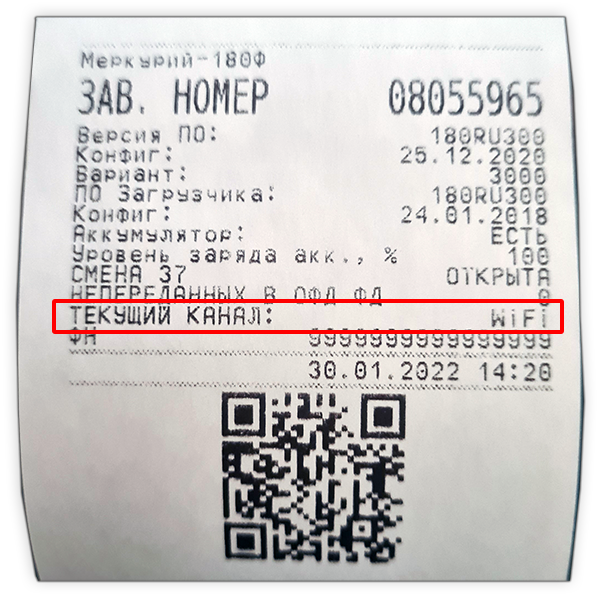 Меркурий-180Ф
ЗАВ. НОМЕР 08055965
Версия ПО: 180RU300
Конфиг: 25.12.2020
Вариант: 3000
ПО Загрузчика: 180RU300
Конфиг: 24.01.2018
Аккумулятор: ЕСТЬ
Уровень заряда акк., % 100
СМЕНА 37 ОТКРЫТА
НЕПЕРЕДАННЫХ В ОФД ФД 0
ТЕКУЩИЙ КАНАЛ: WiFi
ФН 9999999999999999
30.01.2022 14:20